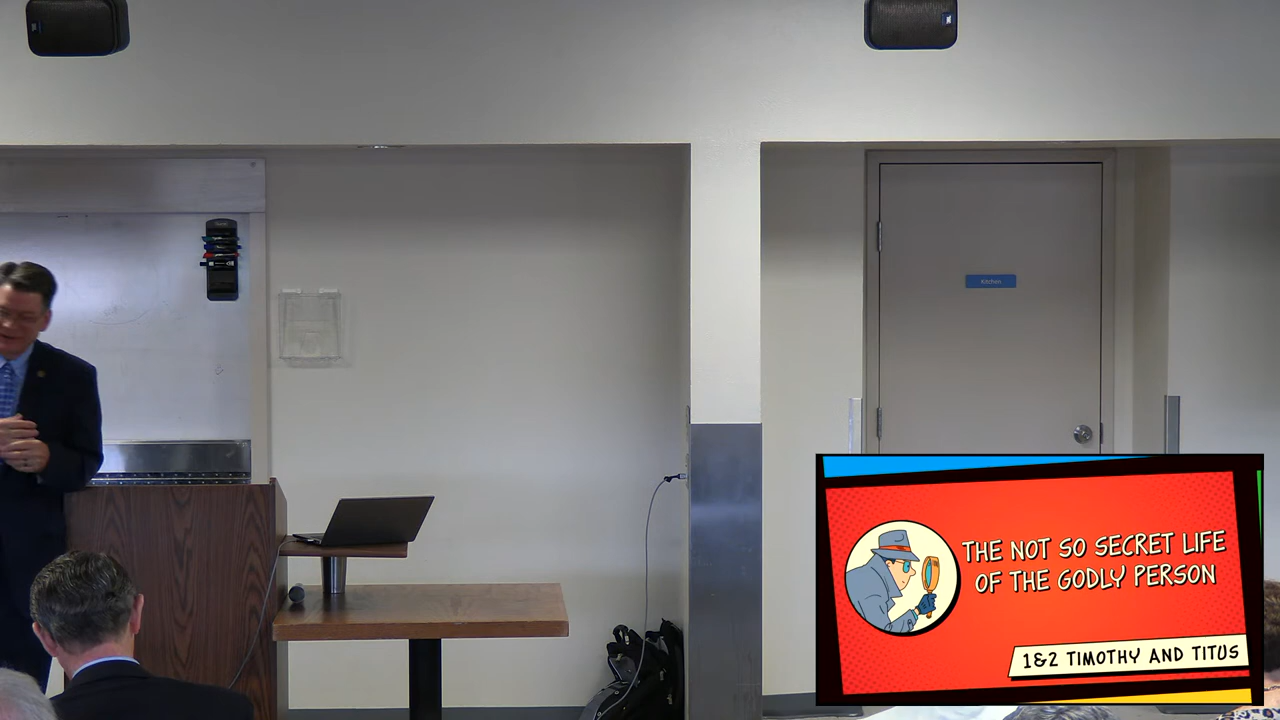 Kitchen
THE NOT SO SECRET LIFE
OF THE GODLY PERSON
1&2 TIMOTHY AND TITUS